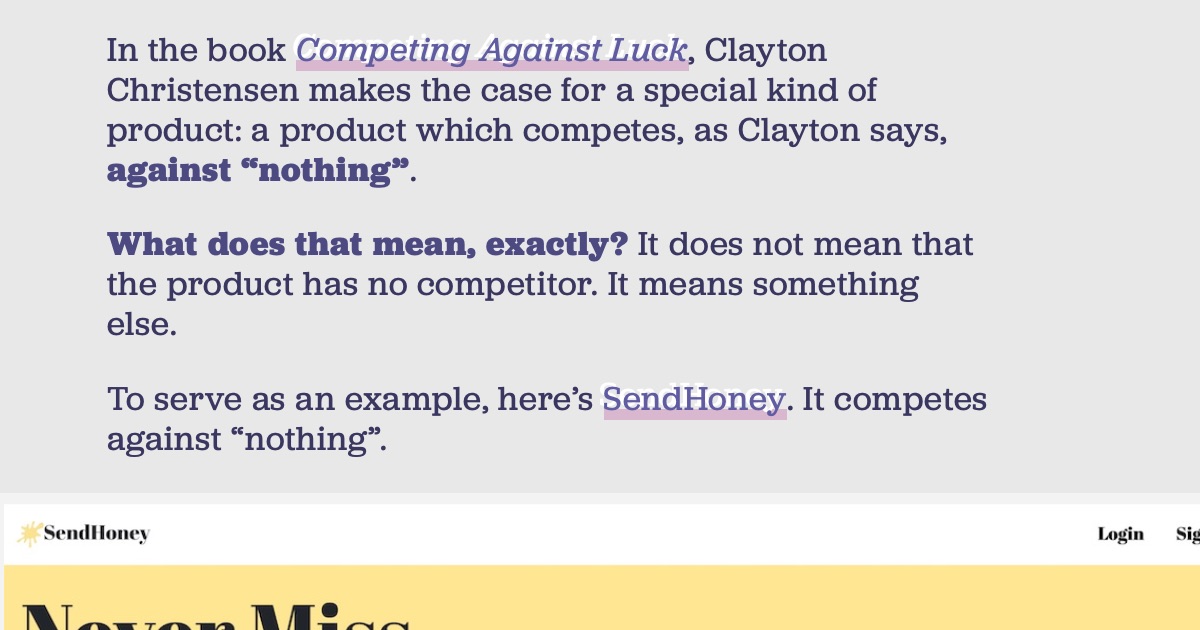 In the book Competing Against Luck, Clayton
Christensen makes the case for a special kind of
product: a product which competes, as Clayton says,
against “nothing”.
What does that mean, exactly? It does not mean that
the product has no competitor. It means something
else.
To serve as an example, here’s SendHoney. It competes
against “nothing”.
SendHoney
Login
Never Miss